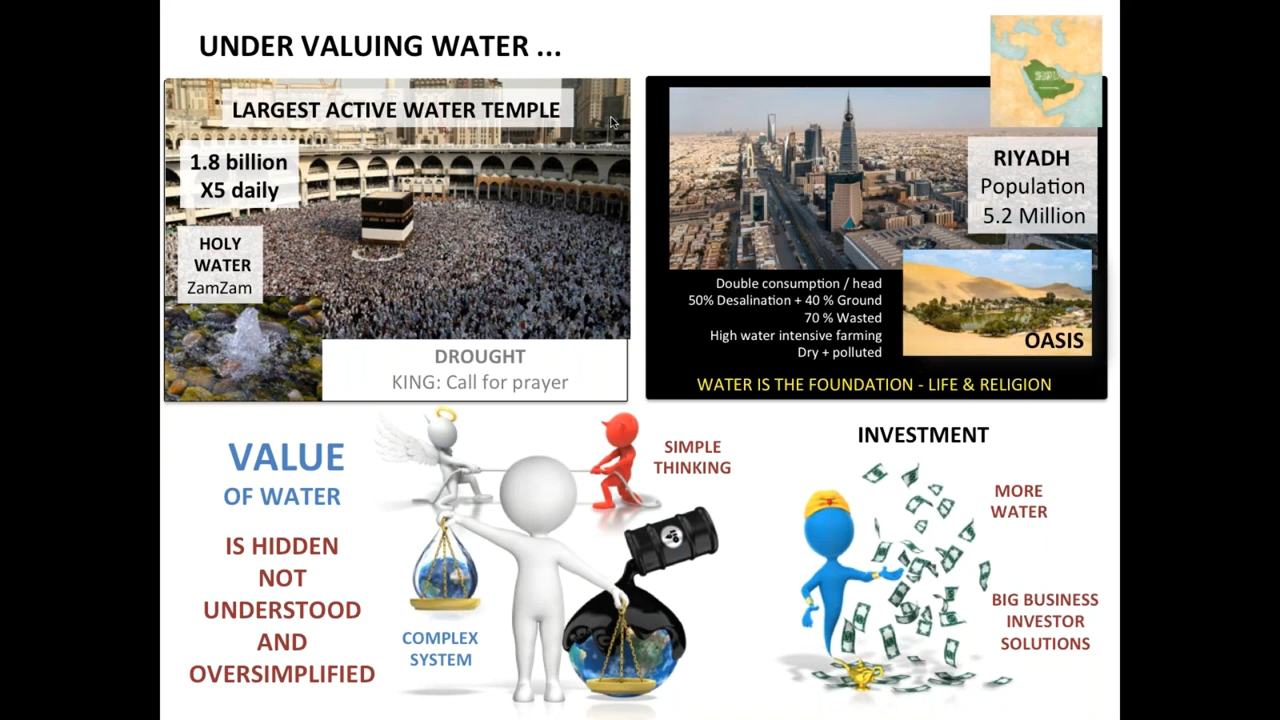 UNDER VALUING WATER ...
LARGEST ACTIVE WATER TEMPLE
1.8 billion
X5 daily
HOLY
WATER
ZamZam
DROUGHT
KING: Call for prayer
RIYADH
Population
5.2 Million
Double consumption / head
50% Desalination + 40 % Ground
70 % Wasted
High water intensive farming
Dry + polluted
OASIS
WATER IS THE FOUNDATION - LIFE & RELIGION
VALUE
OF WATER
IS HIDDEN
NOT
UNDERSTOOD
AND
OVERSIMPLIFIED
SIMPLE
THINKING
COMPLEX
SYSTEM
INVESTMENT
MORE
WATER
BIG BUSINESS
INVESTOR
SOLUTIONS